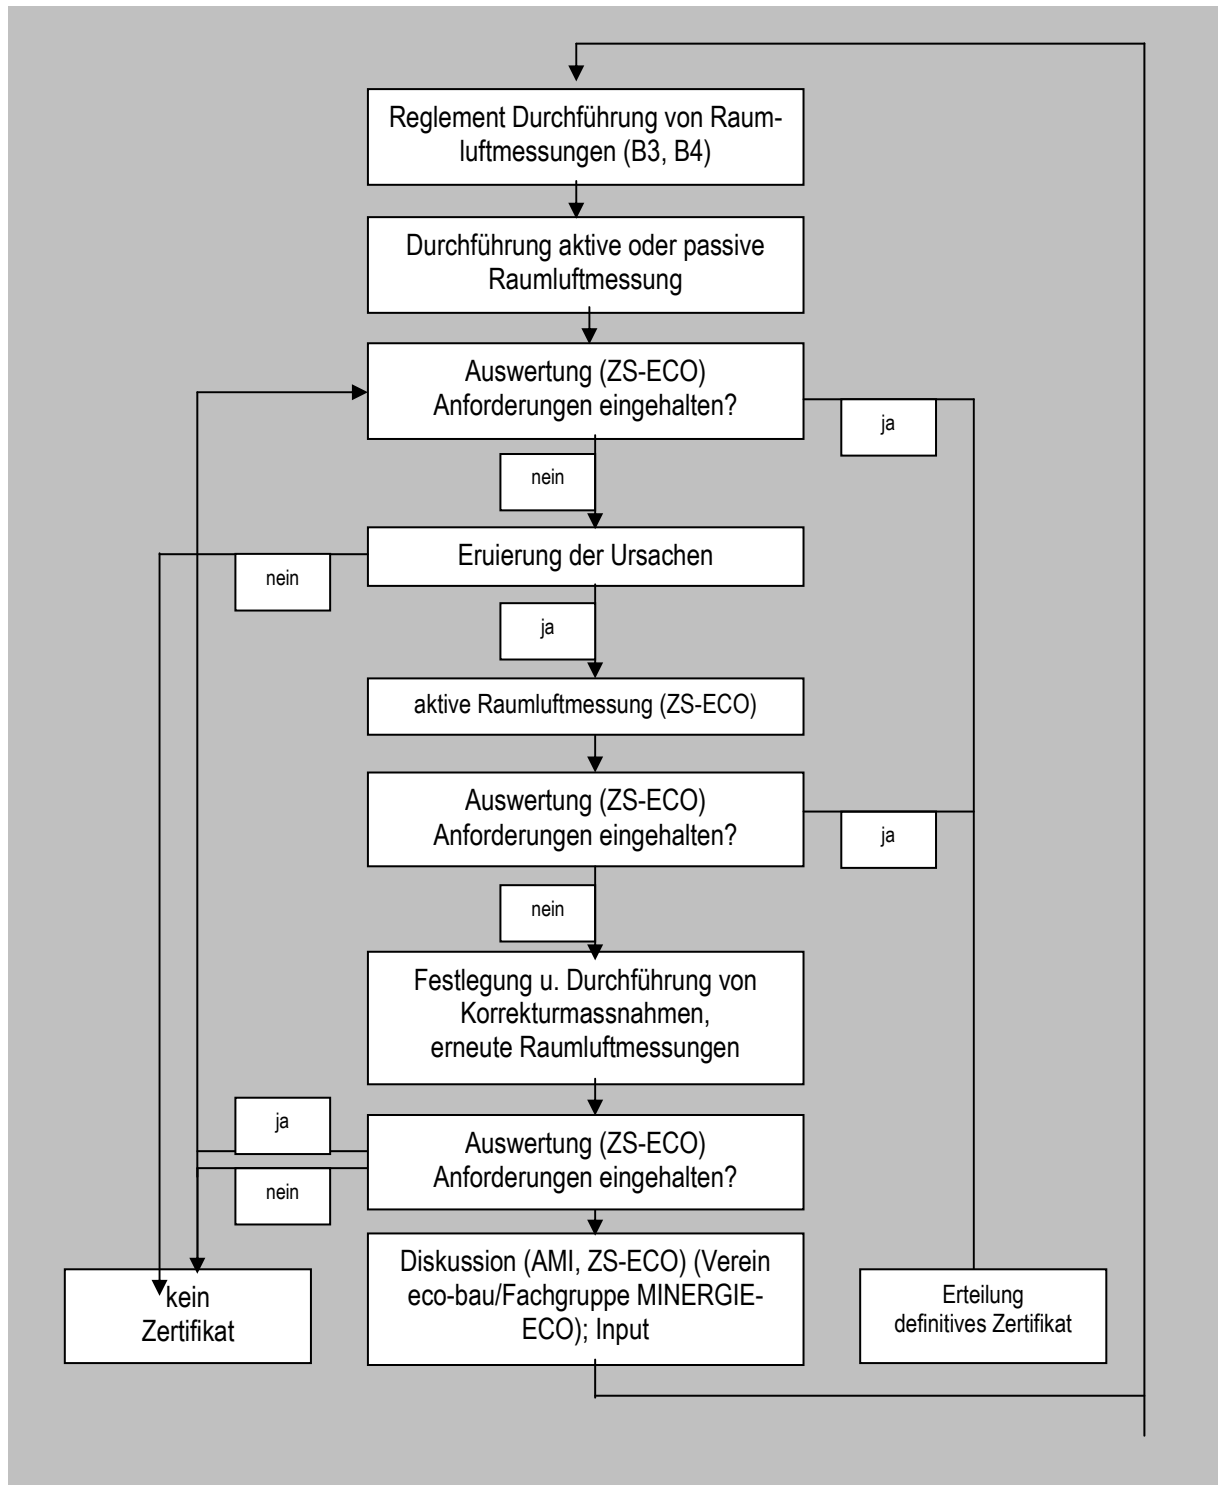 Reglement Durchführung von Raum-
luftmessungen (B3, B4)
Durchführung aktive oder passive
Raumluftmessung
Auswertung (ZS-ECO)
Anforderungen eingehalten?
ja
nein
Eruierung der Ursachen
nein
ja
aktive Raumluftmessung (ZS-ECO)
Auswertung (ZS-ECO)
Anforderungen eingehalten?
ja
nein
Festlegung u. Durchführung von
Korrekturmassnahmen,
erneute Raumluftmessungen
ja
Auswertung (ZS-ECO)
Anforderungen eingehalten?
nein
Diskussion (AMI, ZS-ECO) (Verein
eco-bau/Fachgruppe MINERGIE-
ECO); Input
kein
Zertifikat
Erteilung
definitives Zertifikat